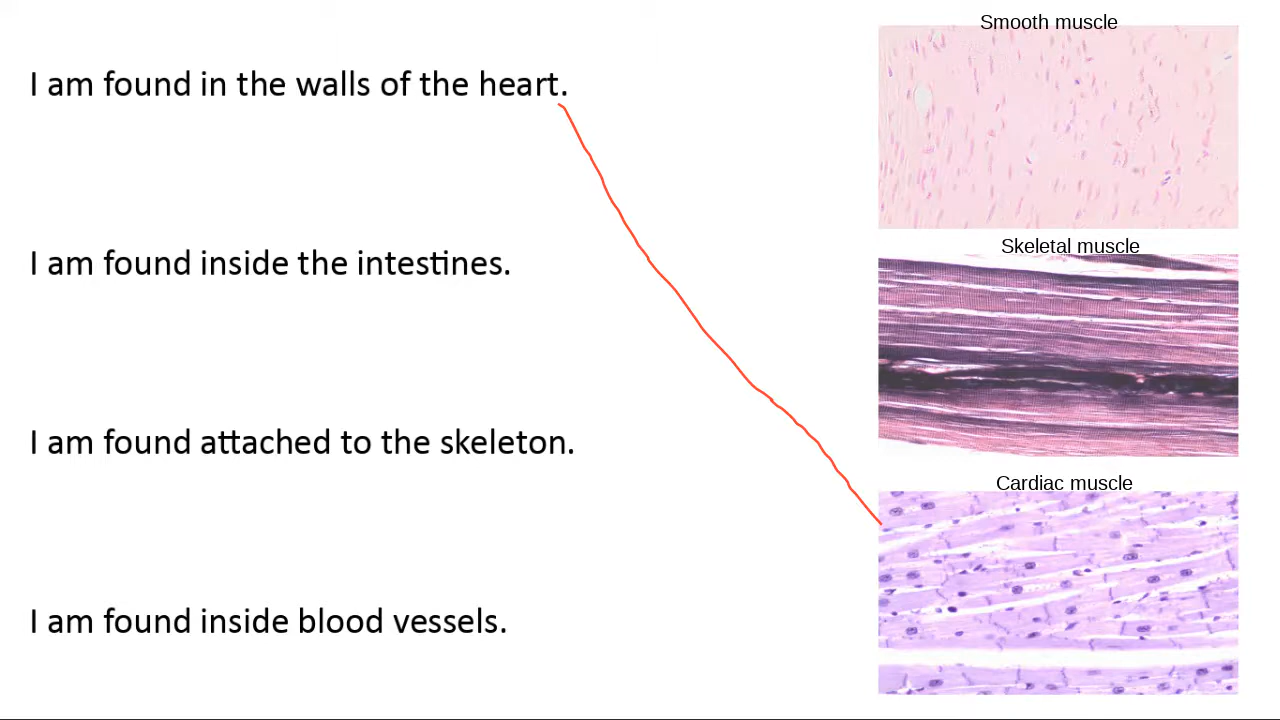 Smooth muscle
I am found in the walls of the heart.
Skeletal muscle
I am found inside the intestines.
I am found attached to the skeleton.
Cardiac muscle
I am found inside blood vessels.